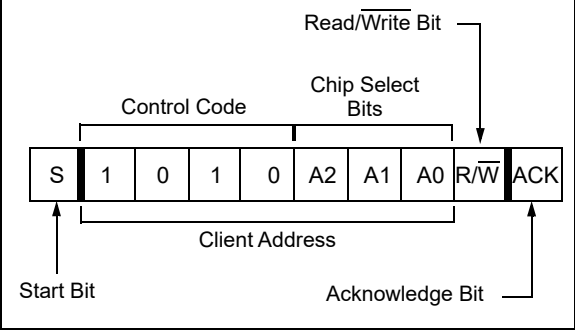 Read/Write Bit
Chip Select
Bits
Control Code
S 1 0 1 0 A2 A1 A0 R/W ACK
Client Address
Start Bit
Acknowledge Bit